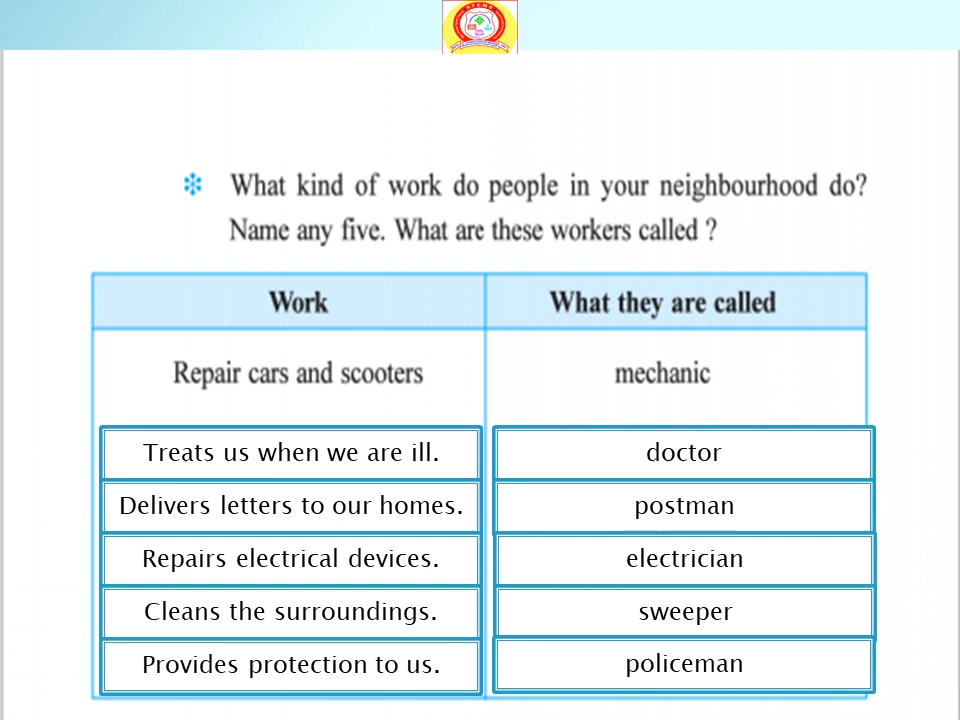 What kind of work do people in your neighbourhood do?
Name any five. What are these workers called ?
Work What they are called
Repair cars and scooters mechanic
Treats us when we are ill. doctor
Delivers letters to our homes. postman
Repairs electrical devices. electrician
Cleans the surroundings. sweeper
Provides protection to us. policeman